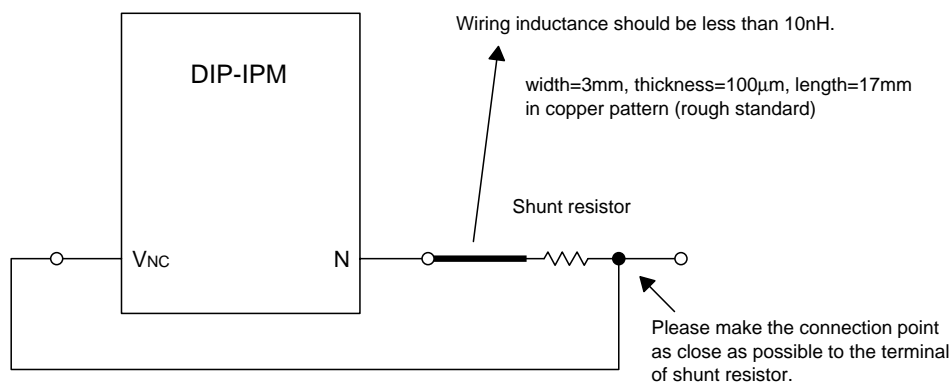 Wiring inductance should be less than 10nH.
DIP-IPM
width=3mm, thickness=100μm, length=17mm
in copper pattern (rough standard)
Shunt resistor
VNC
N
Please make the connection point
as close as possible to the terminal
of shunt resistor.